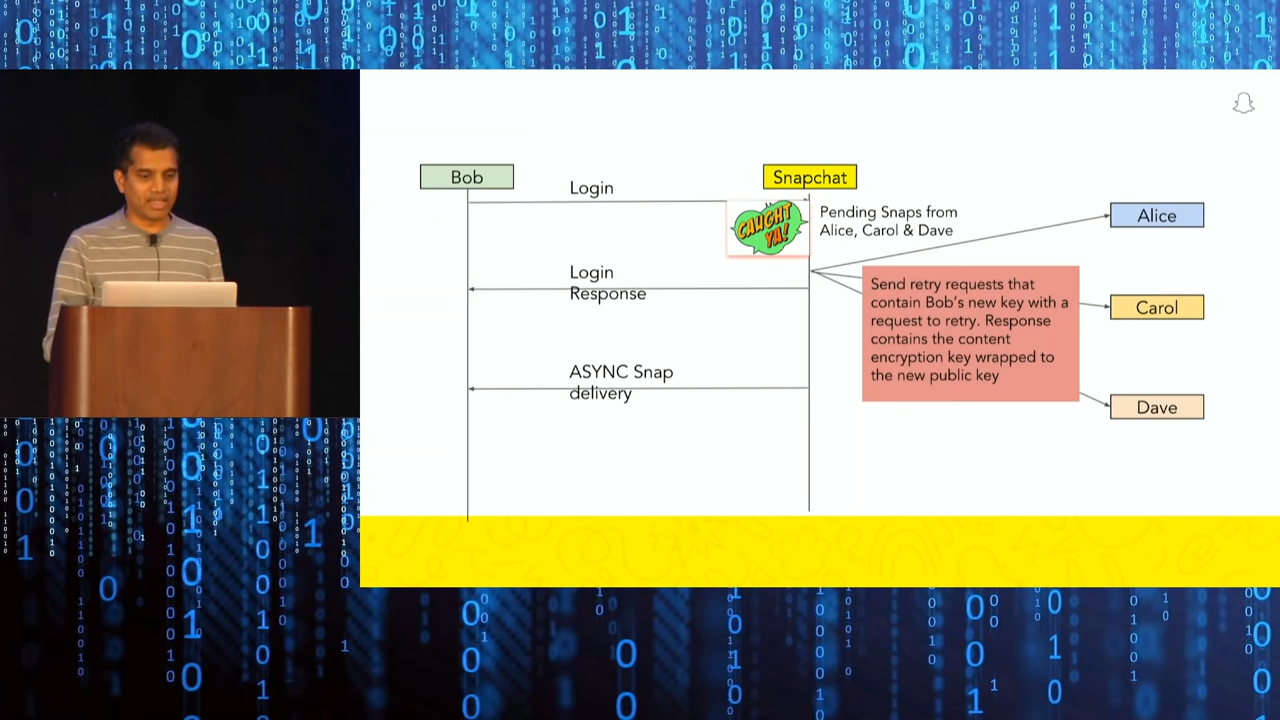 Bob
Snapchat
Login
CAUGHT
YA!
Pending Snaps from
Alice, Carol & Dave
Alice
Login
Response
Send retry requests that
contain Bob's new key with a
request to retry. Response
contains the content
encryption key wrapped to
the new public key
Carol
ASYNC Snap
delivery
Dave